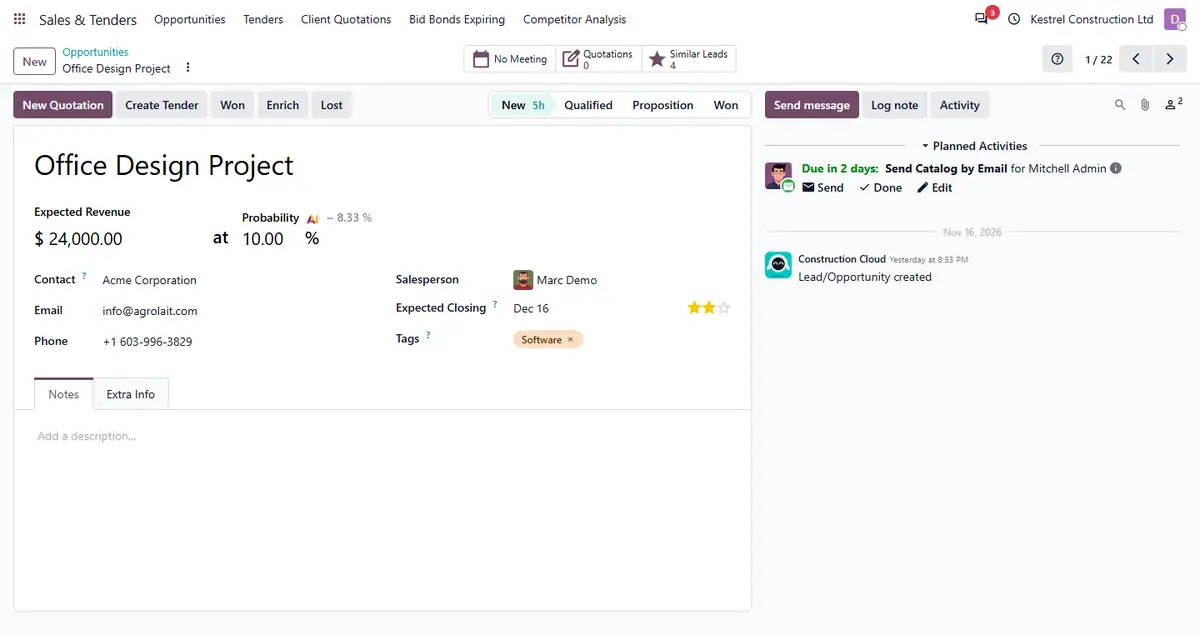 Sales & Tenders Opportunities Tenders Client Quotations Bid Bonds Expiring Competitor Analysis 3 Kestrel Construction Ltd D
New Opportunities
Office Design Project
No Meeting Quotations 0 Similar Leads 4
1 / 22
New Quotation Create Tender Won Enrich Lost New 5h Qualified Proposition Won Send message Log note Activity 2
Office Design Project
Expected Revenue
Probability AI ~ 8.33 %
$ 24,000.00 at 10.00 %
Contact ? Acme Corporation
Email info@agrolait.com
Phone +1 603-996-3829
Salesperson Marc Demo
Expected Closing ? Dec 16
Tags ? Software ×
Notes Extra Info
Add a description...
Planned Activities
Due in 2 days: Send Catalog by Email for Mitchell Admin
Send Done Edit
Nov 16, 2026
Construction Cloud Yesterday at 8:53 PM
Lead/Opportunity created